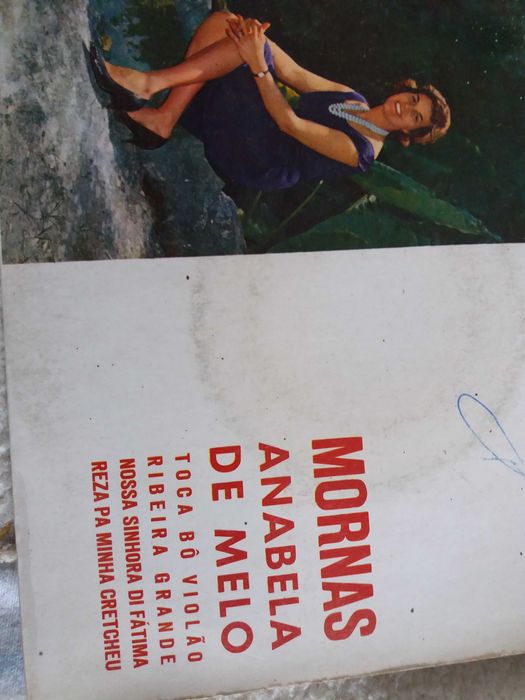 MORNAS
ANABELA
DE MELO
TOCA BÔ VIOLÃO
RIBEIRA GRANDE
NOSSA SINHORA DI FÁTIMA
REZA PA MINHA CRETCHEU